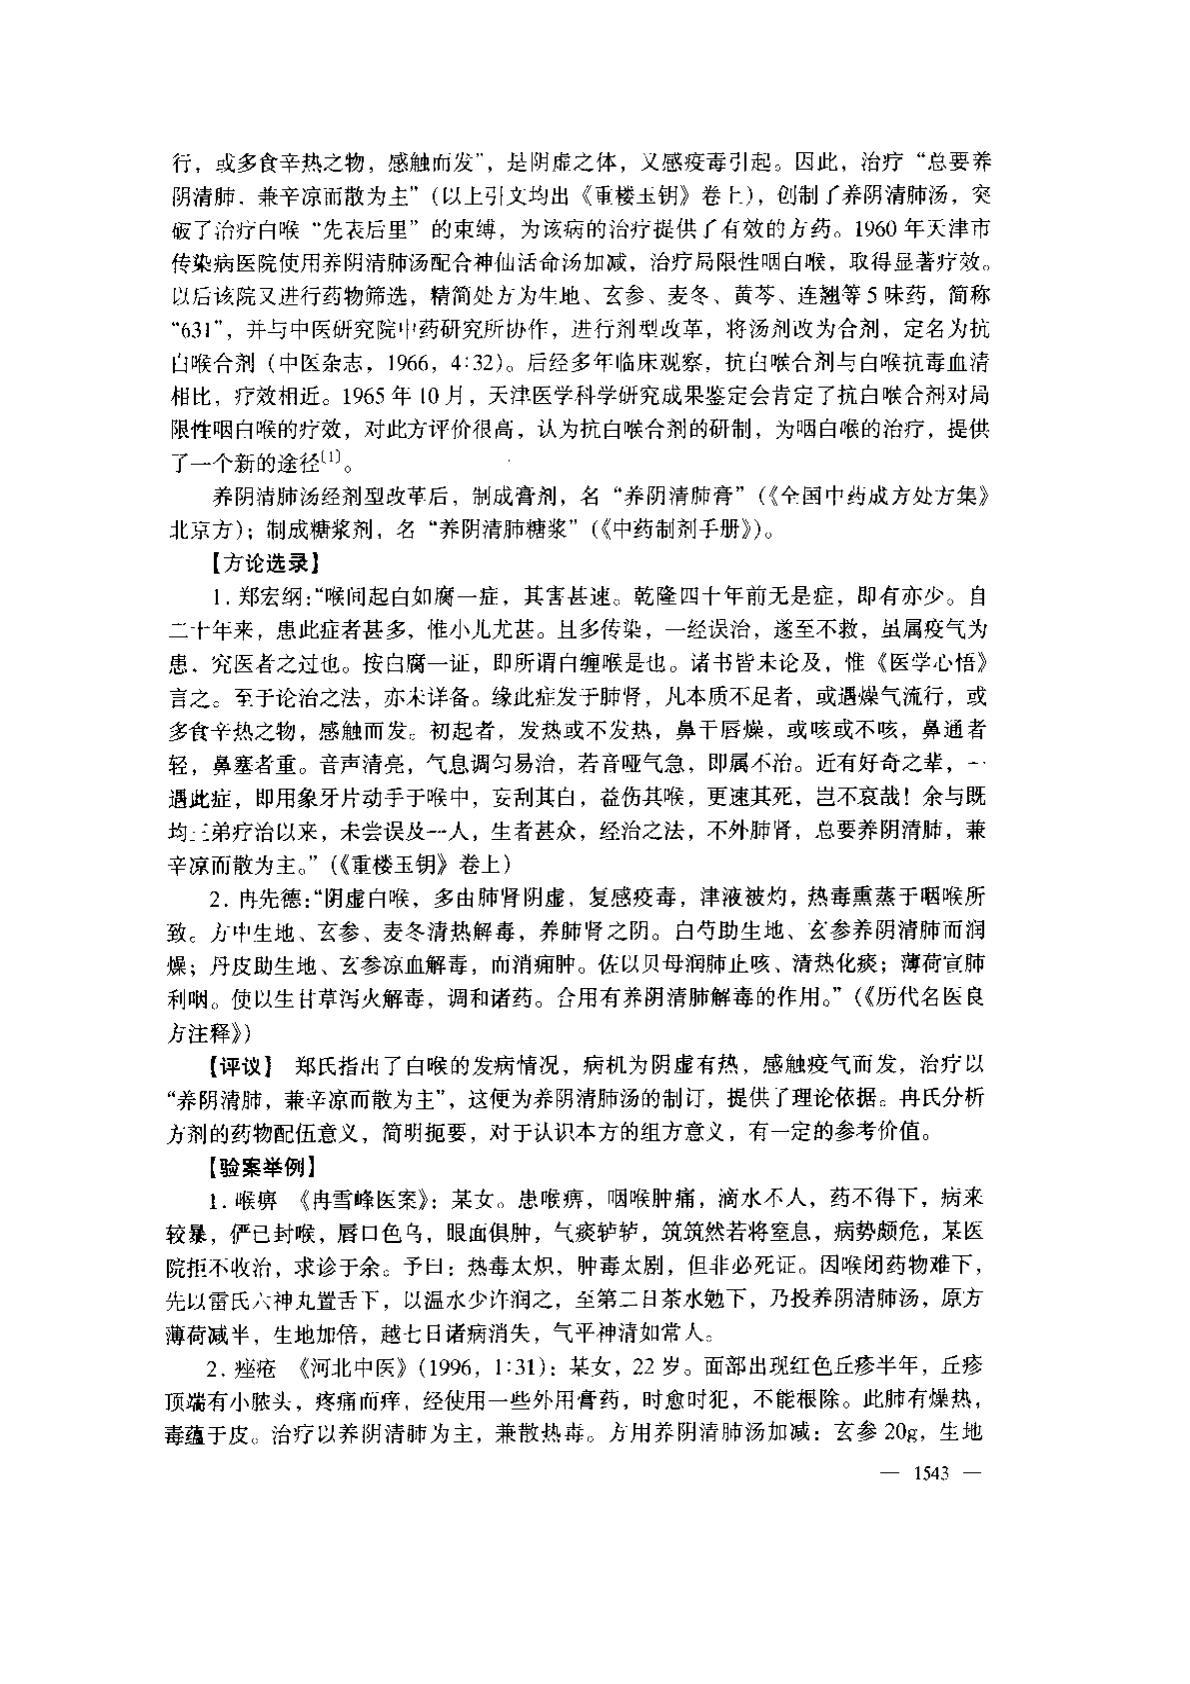 行，或多食辛热之物，感触而发”，是阴虚之体，又感疫毒引起。因此，治疗“总要养
阴清肺，兼辛凉而散为主”（以上引文均出《重楼玉钥》卷上），创制了养阴清肺汤，突
破了治疗白喉“先表后里”的束缚，为该病的治疗提供了有效的方药。1960年天津市
传染病医院使用养阴清肺汤配合神仙活命汤加减，治疗局限性咽白喉，取得显著疗效。
以后该院又进行药物筛选，精简处方为生地、玄参、麦冬、黄芩、连翘等5味药，简称
“631”，并与中医研究院中药研究所协作，进行剂型改革，将汤剂改为合剂，定名为抗
白喉合剂（中医杂志，1966，4:32）。后经多年临床观察，抗白喉合剂与白喉抗毒血清
相比，疗效相近。1965年10月，天津医学科学研究成果鉴定会肯定了抗白喉合剂对局
限性咽白喉的疗效，对此方评价很高，认为抗白喉合剂的研制，为咽白喉的治疗，提供
了一个新的途径〔1〕。
养阴清肺汤经剂型改革后，制成膏剂，名“养阴清肺膏”（《全国中药成方处方集》
北京方）；制成糖浆剂，名“养阴清肺糖浆”（《中药制剂手册》）。
【方论选录】
1.郑宏纲:“喉间起白如腐一症，其害甚速。乾隆四十年前无是症，即有亦少。自
二十年来，患此症者甚多，惟小儿尤甚。且多传染，一经误治，遂至不救，虽属疫气为
患，究医者之过也。按白腐一证，即所谓白缠喉是也。诸书皆未论及，惟《医学心悟》
言之。至于论治之法，亦未详备。缘此症发于肺肾，凡本质不足者，或遇燥气流行，或
多食辛热之物，感触而发。初起者，发热或不发热，鼻干唇燥，或咳或不咳，鼻通者
轻，鼻塞者重。音声清亮，气息调匀易治，若音哑气急，即属不治。近有好奇之辈，一
遇此症，即用象牙片动手于喉中，妄刮其白，益伤其喉，更速其死，岂不哀哉！余与既
均三弟疗治以来，未尝误及一人，生者甚众，经治之法，不外肺肾，总要养阴清肺，兼
辛凉而散为主。”（《重楼玉钥》卷上）
2.冉先德:“阴虚白喉，多由肺肾阴虚，复感疫毒，津液被灼，热毒熏蒸于咽喉所
致。方中生地、玄参、麦冬清热解毒，养肺肾之阴。白芍助生地、玄参养阴清肺而润
燥；丹皮助生地、玄参凉血解毒，而消痈肿。佐以贝母润肺止咳、清热化痰；薄荷宣肺
利咽。使以生甘草泻火解毒，调和诸药。合用有养阴清肺解毒的作用。”（《历代名医良
方注释》）
【评议】 郑氏指出了白喉的发病情况，病机为阴虚有热，感触疫气而发，治疗以
“养阴清肺，兼辛凉而散为主”，这便为养阴清肺汤的制订，提供了理论依据。冉氏分析
方剂的药物配伍意义，简明扼要，对于认识本方的组方意义，有一定的参考价值。
【验案举例】
1.喉痹 《冉雪峰医案》：某女。患喉痹，咽喉肿痛，滴水不人，药不得下，病来
较暴，俨已封喉，唇口色乌，眼面俱肿，气痰轳轳，筑筑然若将窒息，病势颇危，某医
院拒不收治，求诊于余。予曰：热毒太炽，肿毒太剧，但非必死证。因喉闭药物难下，
先以雷氏六神丸置舌下，以温水少许润之，至第二日茶水勉下，乃投养阴清肺汤，原方
薄荷减半，生地加倍，越七日诸病消失，气平神清如常人。
2.痤疮 《河北中医》（1996，1:31）：某女，22岁。面部出现红色丘疹半年，丘疹
顶端有小脓头，疼痛而痒，经使用一些外用膏药，时愈时犯，不能根除。此肺有燥热，
毒蕴于皮。治疗以养阴清肺为主，兼散热毒。方用养阴清肺汤加减：玄参20g，生地
— 1543 —